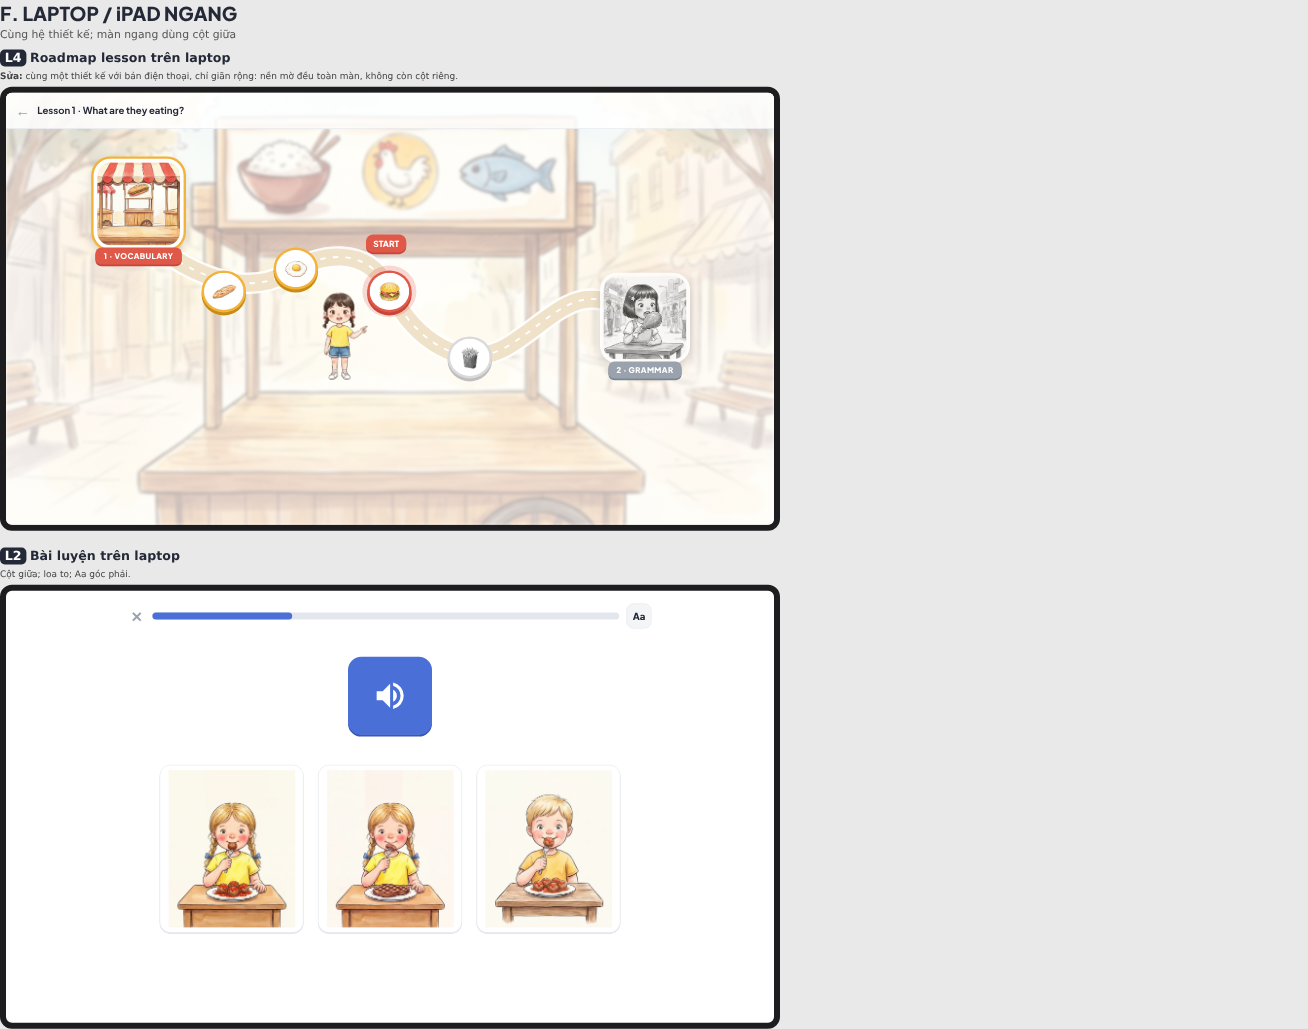 F. LAPTOP / iPAD NGANG
Cùng hệ thiết kế; màn ngang dùng cột giữa
L4 Roadmap lesson trên laptop
Sửa: cùng một thiết kế với bản điện thoại, chỉ giãn rộng: nền mờ đều toàn màn, không còn cột riêng.
← Lesson 1 · What are they eating?
START
1 · VOCABULARY
2 · GRAMMAR
L2 Bài luyện trên laptop
Cột giữa; loa to; Aa góc phải.
× Aa